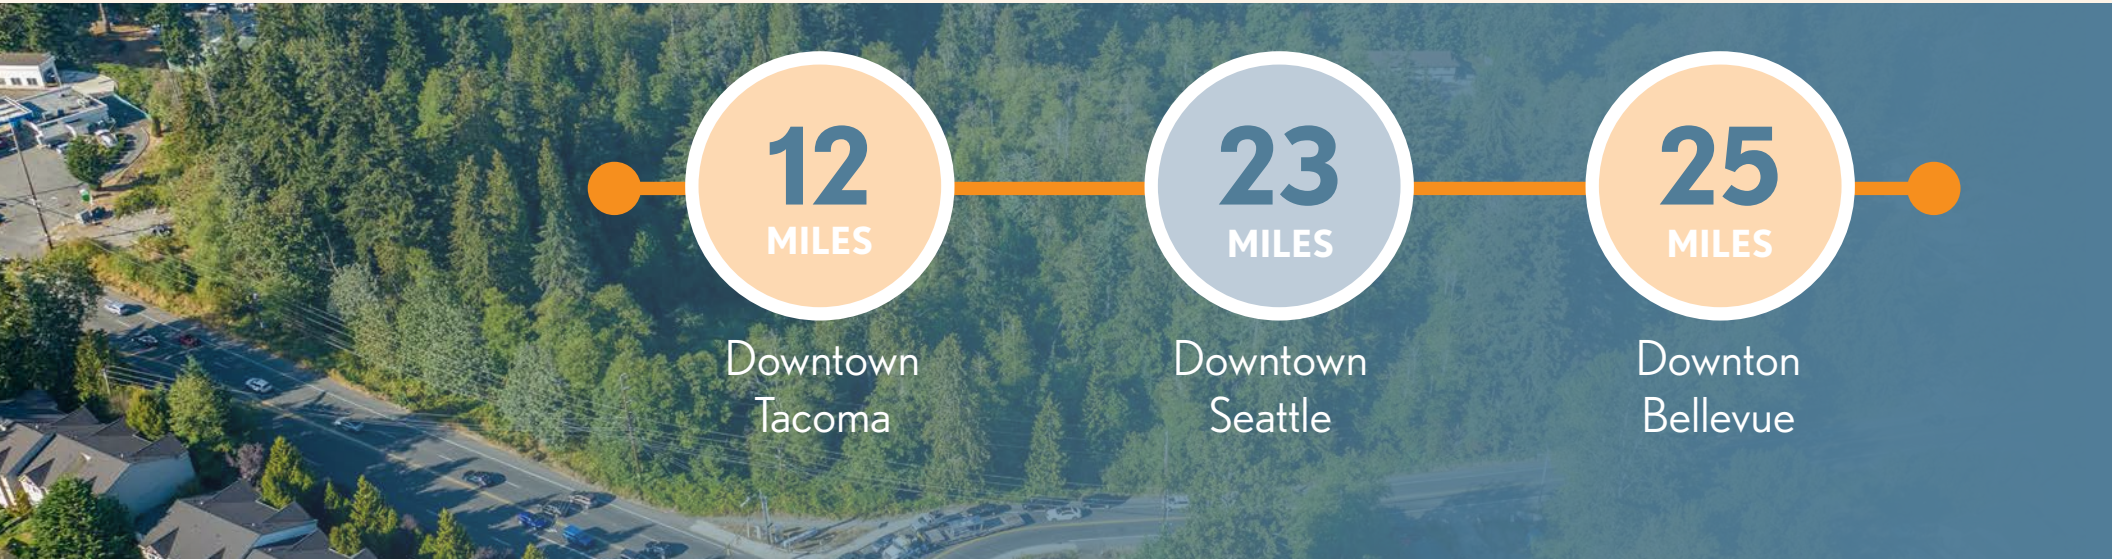 12
MILES
Downtown
Tacoma
23
MILES
Downtown
Seattle
25
MILES
Downton
Bellevue